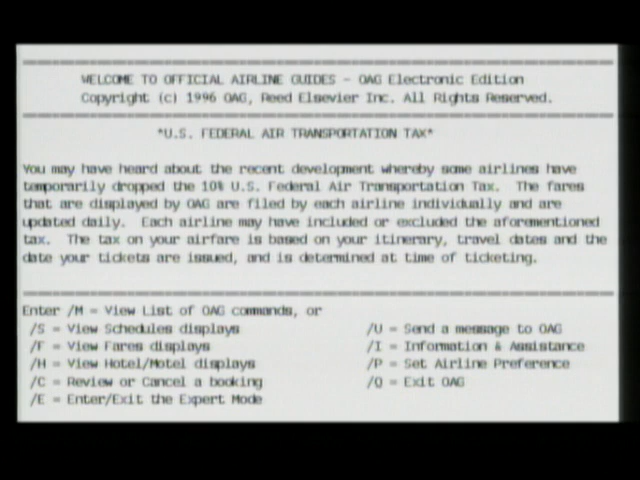 WELCOME TO OFFICIAL AIRLINE GUIDES - OAG Electronic Edition
Copyright (c) 1996 OAG, Reed Elsevier Inc. All Rights Reserved.
*U.S. FEDERAL AIR TRANSPORTATION TAX*
You may have heard about the recent development whereby some airlines have
temporarily dropped the 10% U.S. Federal Air Transportation Tax. The fares
that are displayed by OAG are filed by each airline individually and are
updated daily. Each airline may have included or excluded the aforementioned
tax. The tax on your airfare is based on your itinerary, travel dates and the
date your tickets are issued, and is determined at time of ticketing.
Enter /M = View List of OAG commands, or
/S = View Schedules displays /U = Send a message to OAG
/F = View Fares displays /I = Information & Assistance
/H = View Hotel/Motel displays /P = Set Airline Preference
/C = Review or Cancel a booking /Q = Exit OAG
/E = Enter/Exit the Expert Mode